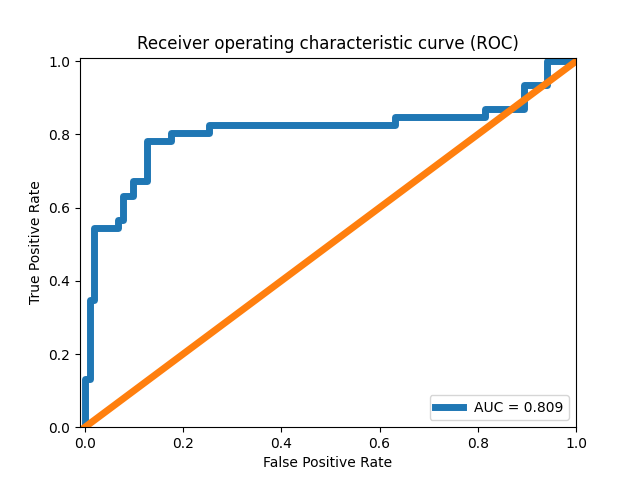 Receiver operating characteristic curve (ROC)
1.0
0.8
0.6
0.4
0.2
0.0
True Positive Rate
AUC = 0.809
0.0 0.2 0.4 0.6 0.8 1.0
False Positive Rate